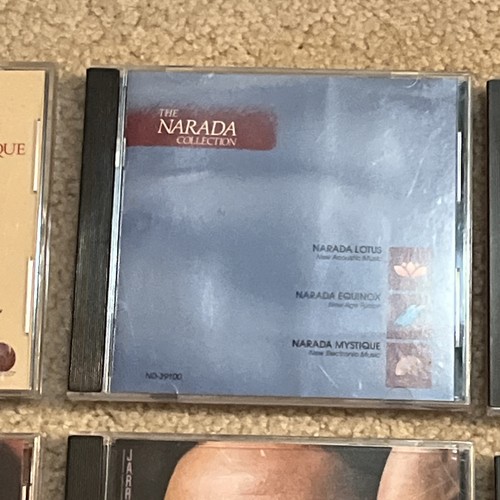 QUE
THE
NARADA
COLLECTION
NARADA LOTUS
New Acoustic Music
NARADA EQUINOX
New Age Fusion
NARADA MYSTIQUE
New Electronic Music
ND-39100
JARR